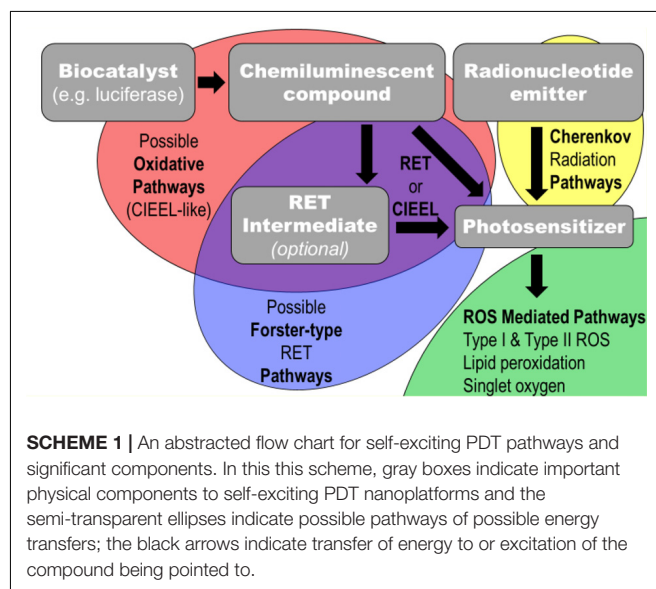 Biocatalyst
(e.g. luciferase)
Chemiluminescent
compound
Radionucleotide
emitter
Possible
Oxidative
Pathways
(CIEEL-like)
RET
or
CIEEL
Cherenkov
Radiation
Pathways
RET
Intermediate
(optional)
Photosensitizer
Possible
Forster-type
RET
Pathways
ROS Mediated Pathways
Type I & Type II ROS
Lipid peroxidation
Singlet oxygen
SCHEME 1 | An abstracted flow chart for self-exciting PDT pathways and
significant components. In this this scheme, gray boxes indicate important
physical components to self-exciting PDT nanoplatforms and the
semi-transparent ellipses indicate possible pathways of possible energy
transfers; the black arrows indicate transfer of energy to or excitation of the
compound being pointed to.